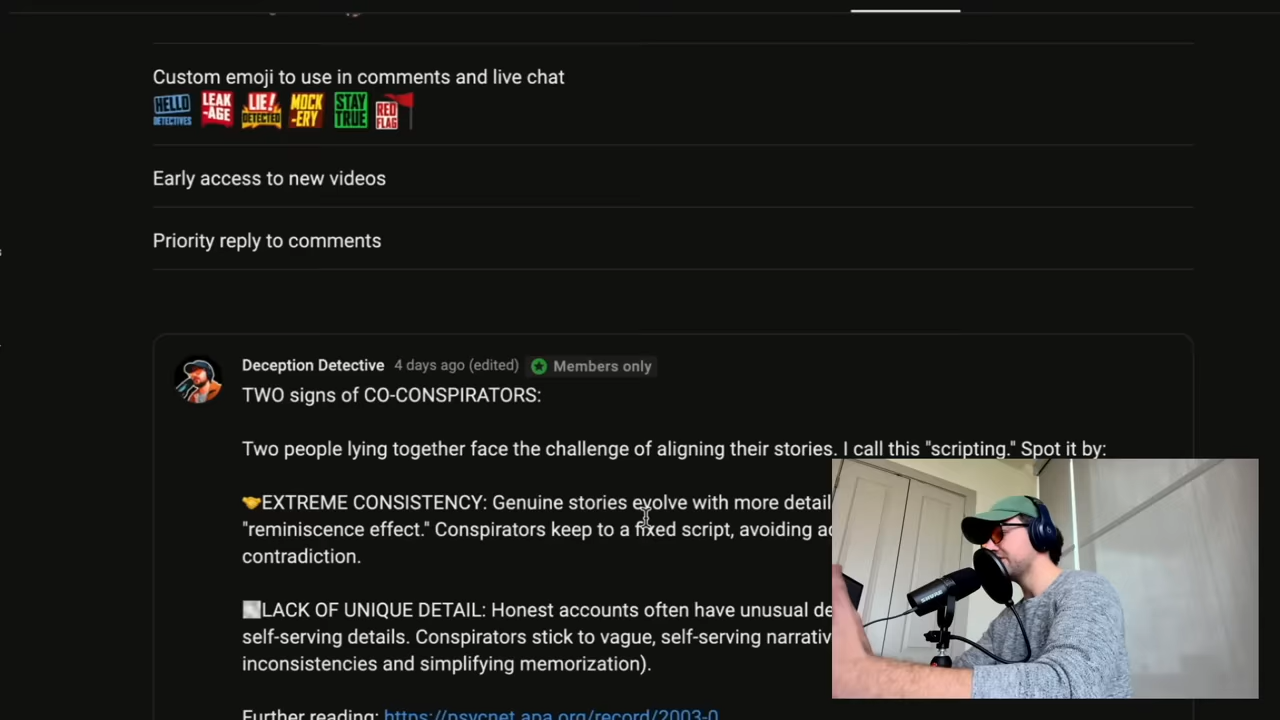 Custom emoji to use in comments and live chat
HELLO DETECTIVES LEAK -AGE LIE! DETECTED MOCK -ERY STAY TRUE RED FLAG
Early access to new videos
Priority reply to comments
Deception Detective 4 days ago (edited) Members only
TWO signs of CO-CONSPIRATORS:
Two people lying together face the challenge of aligning their stories. I call this "scripting." Spot it by:
🤝EXTREME CONSISTENCY: Genuine stories evolve with more detail
"reminiscence effect." Conspirators keep to a fixed script, avoiding
contradiction.
LACK OF UNIQUE DETAIL: Honest accounts often have unusual
self-serving details. Conspirators stick to vague, self-serving
inconsistencies and simplifying memorization).
Further reading: https://psycnet.apa.org/record/2003-0
SHURE